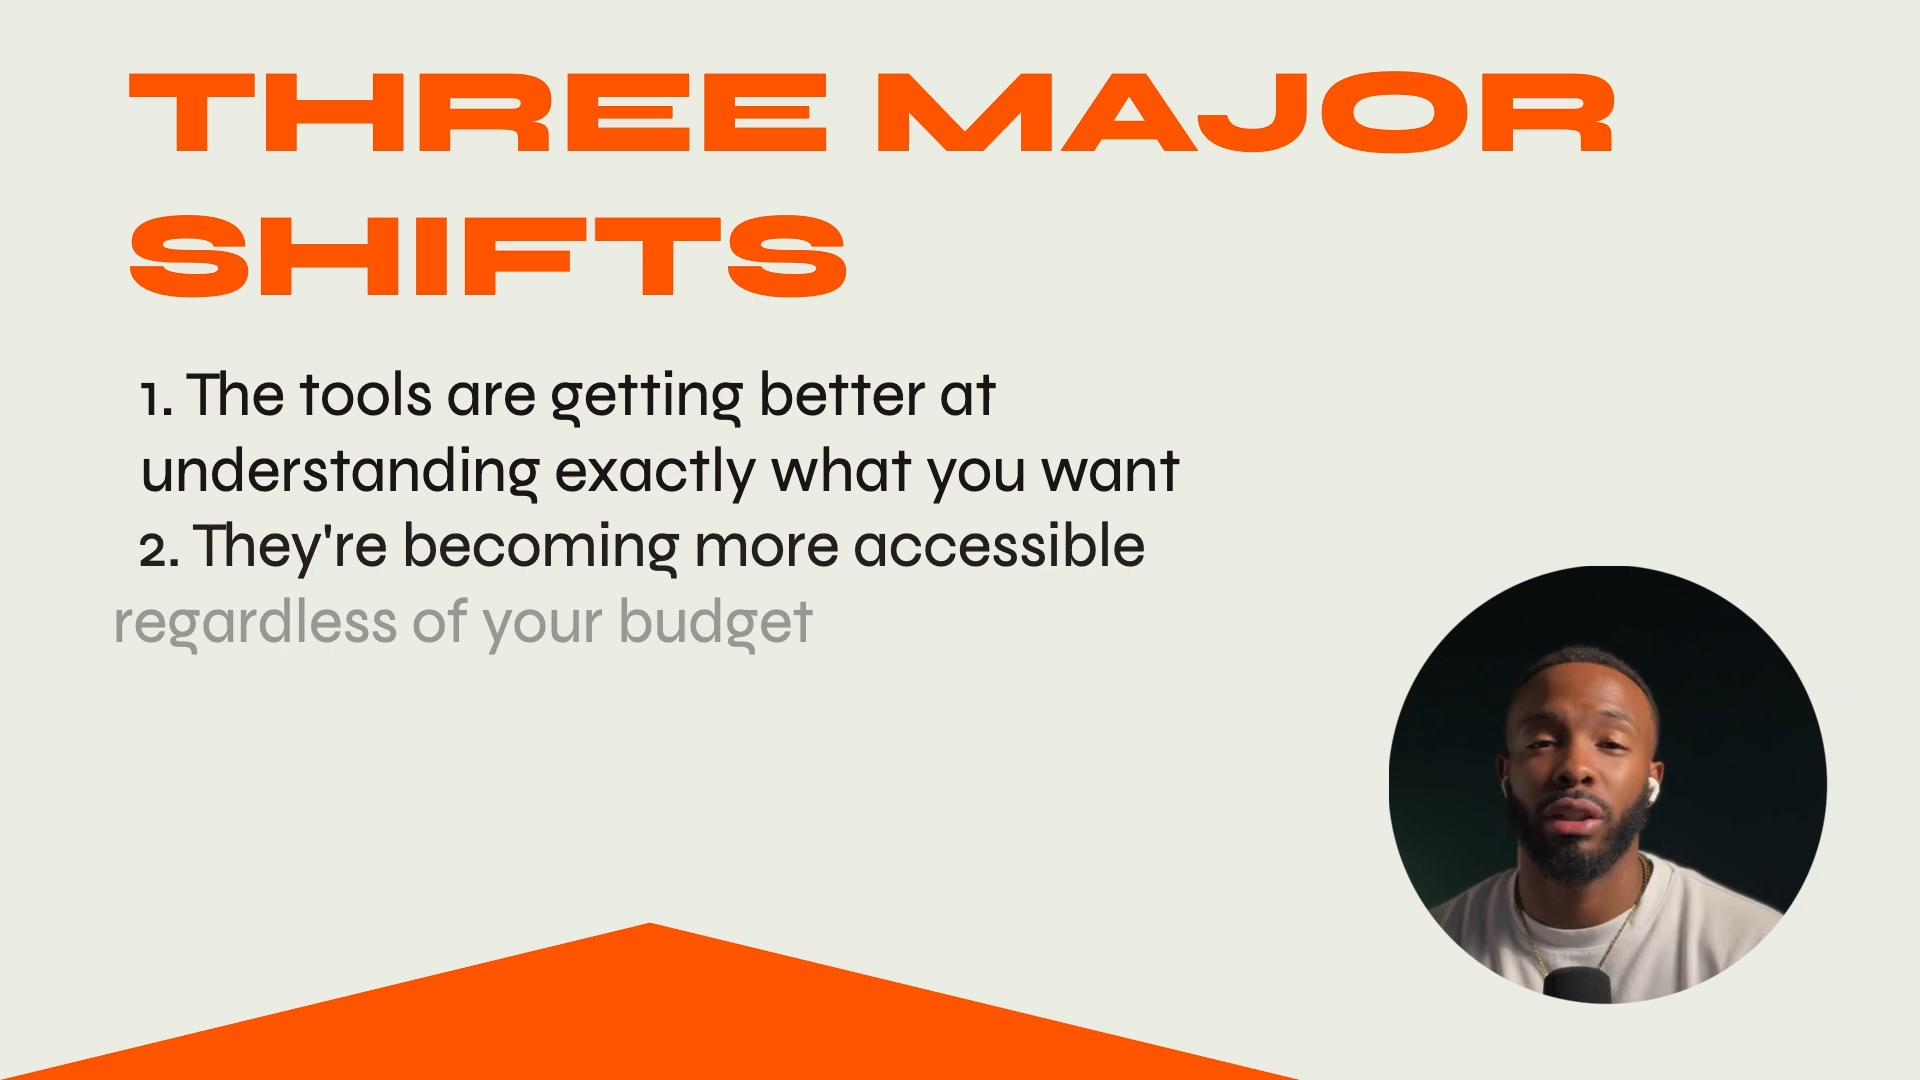 THREE MAJOR
SHIFTS
1. The tools are getting better at
understanding exactly what you want
2. They're becoming more accessible
regardless of your budget